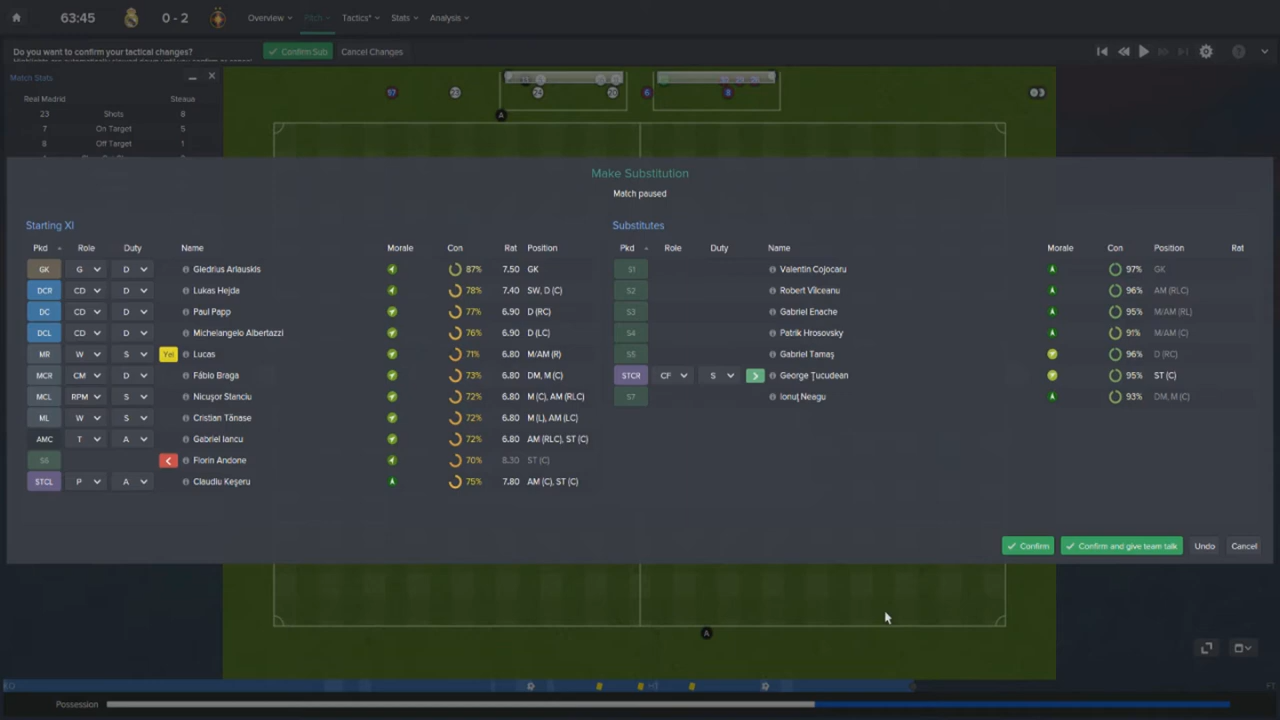 63:45 0 - 2 Overview Pitch Tactics* Stats Analysis
Do you want to confirm your tactical changes? Confirm Sub Cancel Changes
Match Stats
Real Madrid Steaua
23 Shots 8
7 On Target 5
8 Off Target 1
97 23 24 20 6 8
A
Make Substitution
Match paused
Starting XI
Pkd Role Duty Name Morale Con Rat Position
GK G D Giedrius Arlauskis 87% 7.50 GK
DCR CD D Lukas Hejda 78% 7.40 SW, D (C)
DC CD D Paul Papp 77% 6.90 D (RC)
DCL CD D Michelangelo Albertazzi 76% 6.90 D (LC)
MR W S Yel Lucas 71% 6.80 M/AM (R)
MCR CM D Fábio Braga 73% 6.80 DM, M (C)
MCL RPM S Nicuşor Stanciu 72% 6.80 M (C), AM (RLC)
ML W S Cristian Tănase 72% 6.80 M (L), AM (LC)
AMC T A Gabriel Iancu 72% 6.80 AM (RLC), ST (C)
S6 Florin Andone 70% 8.30 ST (C)
STCL P A Claudiu Keşeru 75% 7.80 AM (C), ST (C)
Substitutes
Pkd Role Duty Name Morale Con Position Rat
S1 Valentin Cojocaru 97% GK
S2 Robert Vîlceanu 96% AM (RLC)
S3 Gabriel Enache 95% M/AM (RL)
S4 Patrik Hrosovsky 91% M/AM (C)
S5 Gabriel Tamaş 96% D (RC)
STCR CF S George Ţucudean 95% ST (C)
S7 Ionuţ Neagu 93% DM, M (C)
Confirm Confirm and give team talk Undo Cancel
A
HT
Possession